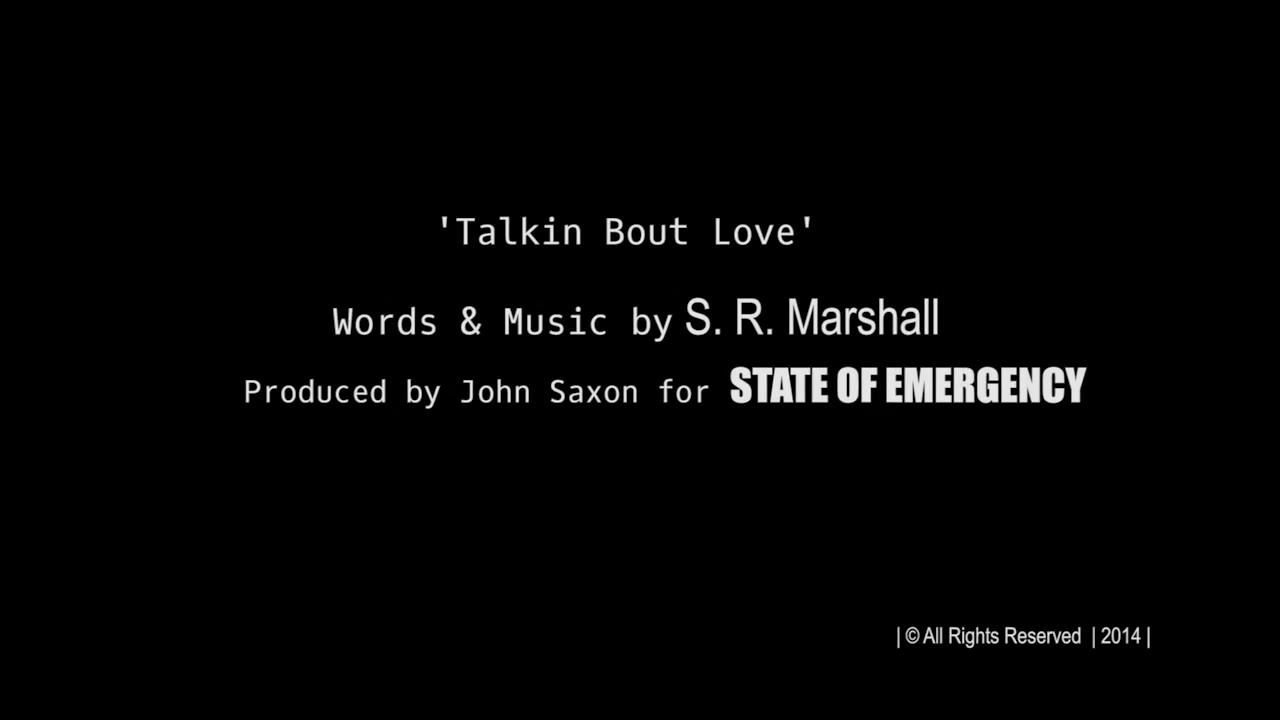 'Talkin Bout Love'
Words & Music by S. R. Marshall
Produced by John Saxon for STATE OF EMERGENCY
| © All Rights Reserved | 2014 |